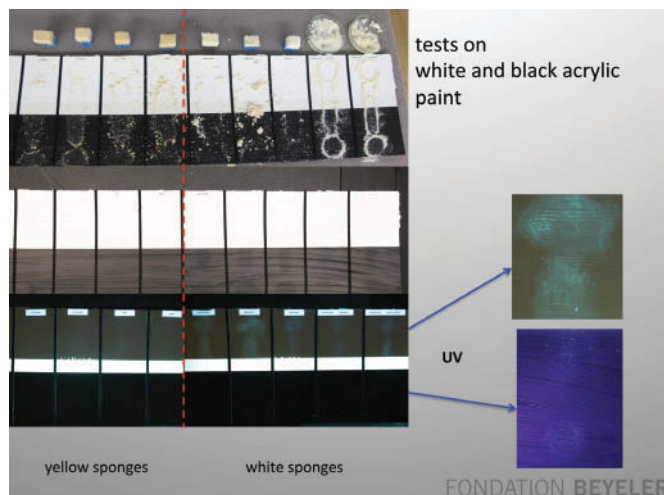 tests on
white and black acrylic
paint
UV
yellow sponges
white sponges
FONDATION BEYELER